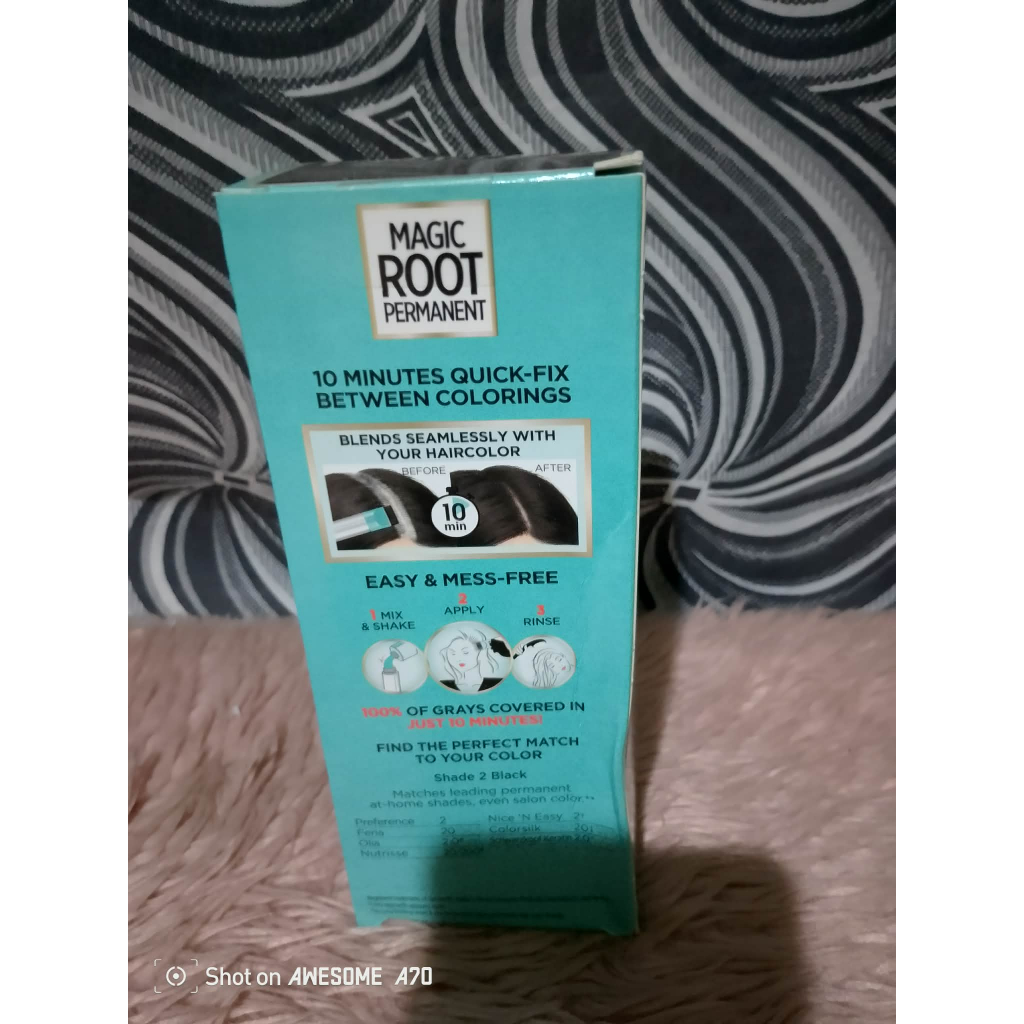 MAGIC
ROOT
PERMANENT
10 MINUTES QUICK-FIX
BETWEEN COLORINGS
BLENDS SEAMLESSLY WITH
YOUR HAIRCOLOR
BEFORE
AFTER
10
min
EASY & MESS-FREE
1 MIX
& SHAKE
2
APPLY
3
RINSE
100% OF GRAYS COVERED IN
JUST 10 MINUTES!
FIND THE PERFECT MATCH
TO YOUR COLOR
Shade 2 Black
Matches leading permanent
at-home shades, even salon color.
Preference 2
Feria 20
Olia
Nutrisse
Nice 'N Easy 2
Colorsilk
Shot on AWESOME A70